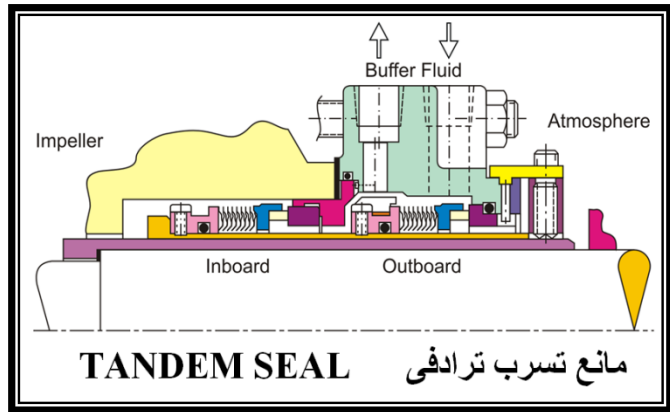 Buffer Fluid
Impeller
Atmosphere
Inboard
Outboard
TANDEM SEAL مانع تسرب ترادفى